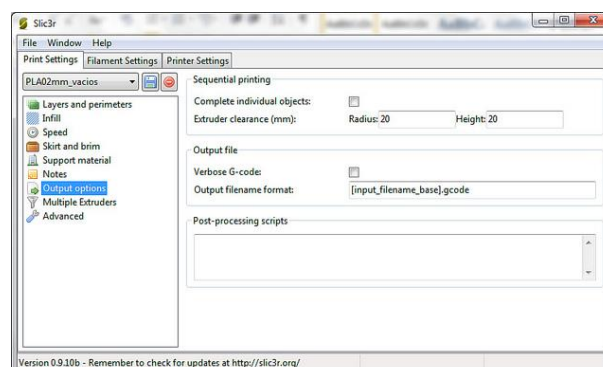 Slic3r
File Window Help
Print Settings Filament Settings Printer Settings
PLA02mm_vacios
Layers and perimeters
Infill
Speed
Skirt and brim
Support material
Notes
Output options
Multiple Extruders
Advanced
Sequential printing
Complete individual objects:
Extruder clearance (mm): Radius: 20 Height: 20
Output file
Verbose G-code:
Output filename format: [input_filename_base].gcode
Post-processing scripts
Version 0.9.10b - Remember to check for updates at http://slic3r.org/